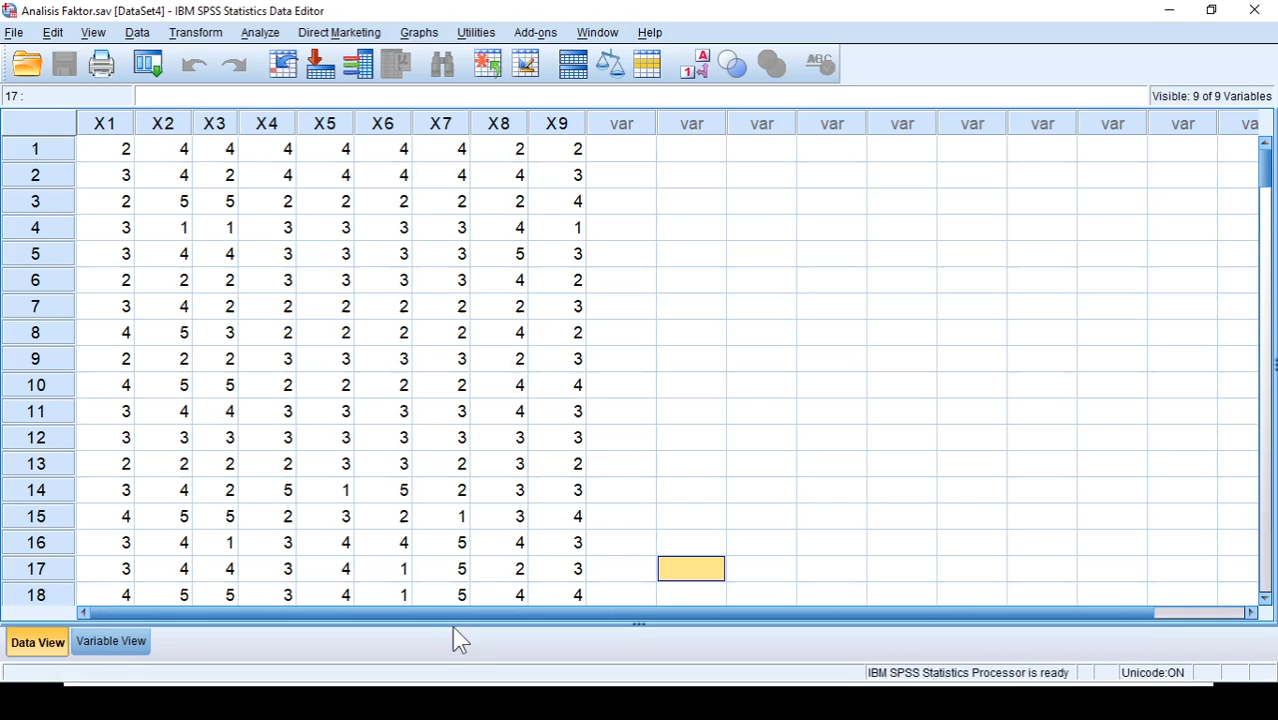 Analisis Faktor.sav [DataSet4] - IBM SPSS Statistics Data Editor
File Edit View Data Transform Analyze Direct Marketing Graphs Utilities Add-ons Window Help
17 : Visible: 9 of 9 Variables
X1 X2 X3 X4 X5 X6 X7 X8 X9 var var var var var var var var var va
1 2 4 4 4 4 4 4 2 2
2 3 4 2 4 4 4 4 4 3
3 2 5 5 2 2 2 2 2 4
4 3 1 1 3 3 3 3 4 1
5 3 4 4 3 3 3 3 5 3
6 2 2 2 3 3 3 3 4 2
7 3 4 2 2 2 2 2 2 3
8 4 5 3 2 2 2 2 4 2
9 2 2 2 3 3 3 3 2 3
10 4 5 5 2 2 2 2 4 4
11 3 4 4 3 3 3 3 4 3
12 3 3 3 3 3 3 3 3 3
13 2 2 2 2 3 3 2 3 2
14 3 4 2 5 1 5 2 3 3
15 4 5 5 2 3 2 1 3 4
16 3 4 1 3 4 4 5 4 3
17 3 4 4 3 4 1 5 2 3
18 4 5 5 3 4 1 5 4 4
Data View Variable View
IBM SPSS Statistics Processor is ready Unicode:ON